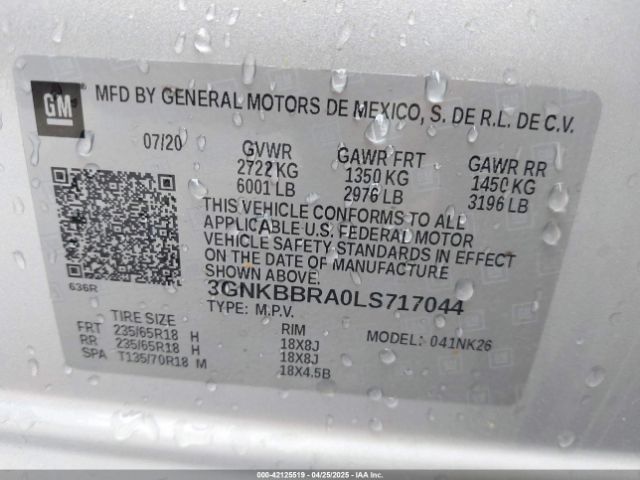 GM
MFD BY GENERAL MOTORS DE MEXICO, S. DE R.L. DE C.V.
07/20
GVWR GAWR FRT GAWR RR
2722 KG 1350 KG 1450 KG
6001 LB 2976 LB 3196 LB
THIS VEHICLE CONFORMS TO ALL
APPLICABLE U.S. FEDERAL MOTOR
VEHICLE SAFETY STANDARDS IN EFFECT
ON THE DATE OF MANUFACTURE
SHOWN ABOVE.
636R
3GNKBBRA0LS717044
TYPE: M.P.V.
TIRE SIZE RIM MODEL: 041NK26
FRT 235/65R18 H 18X8J
RR 235/65R18 H 18X8J
SPA T135/70R18 M 18X4.5B
000-42125519 - 04/25/2025 - IAA Inc.